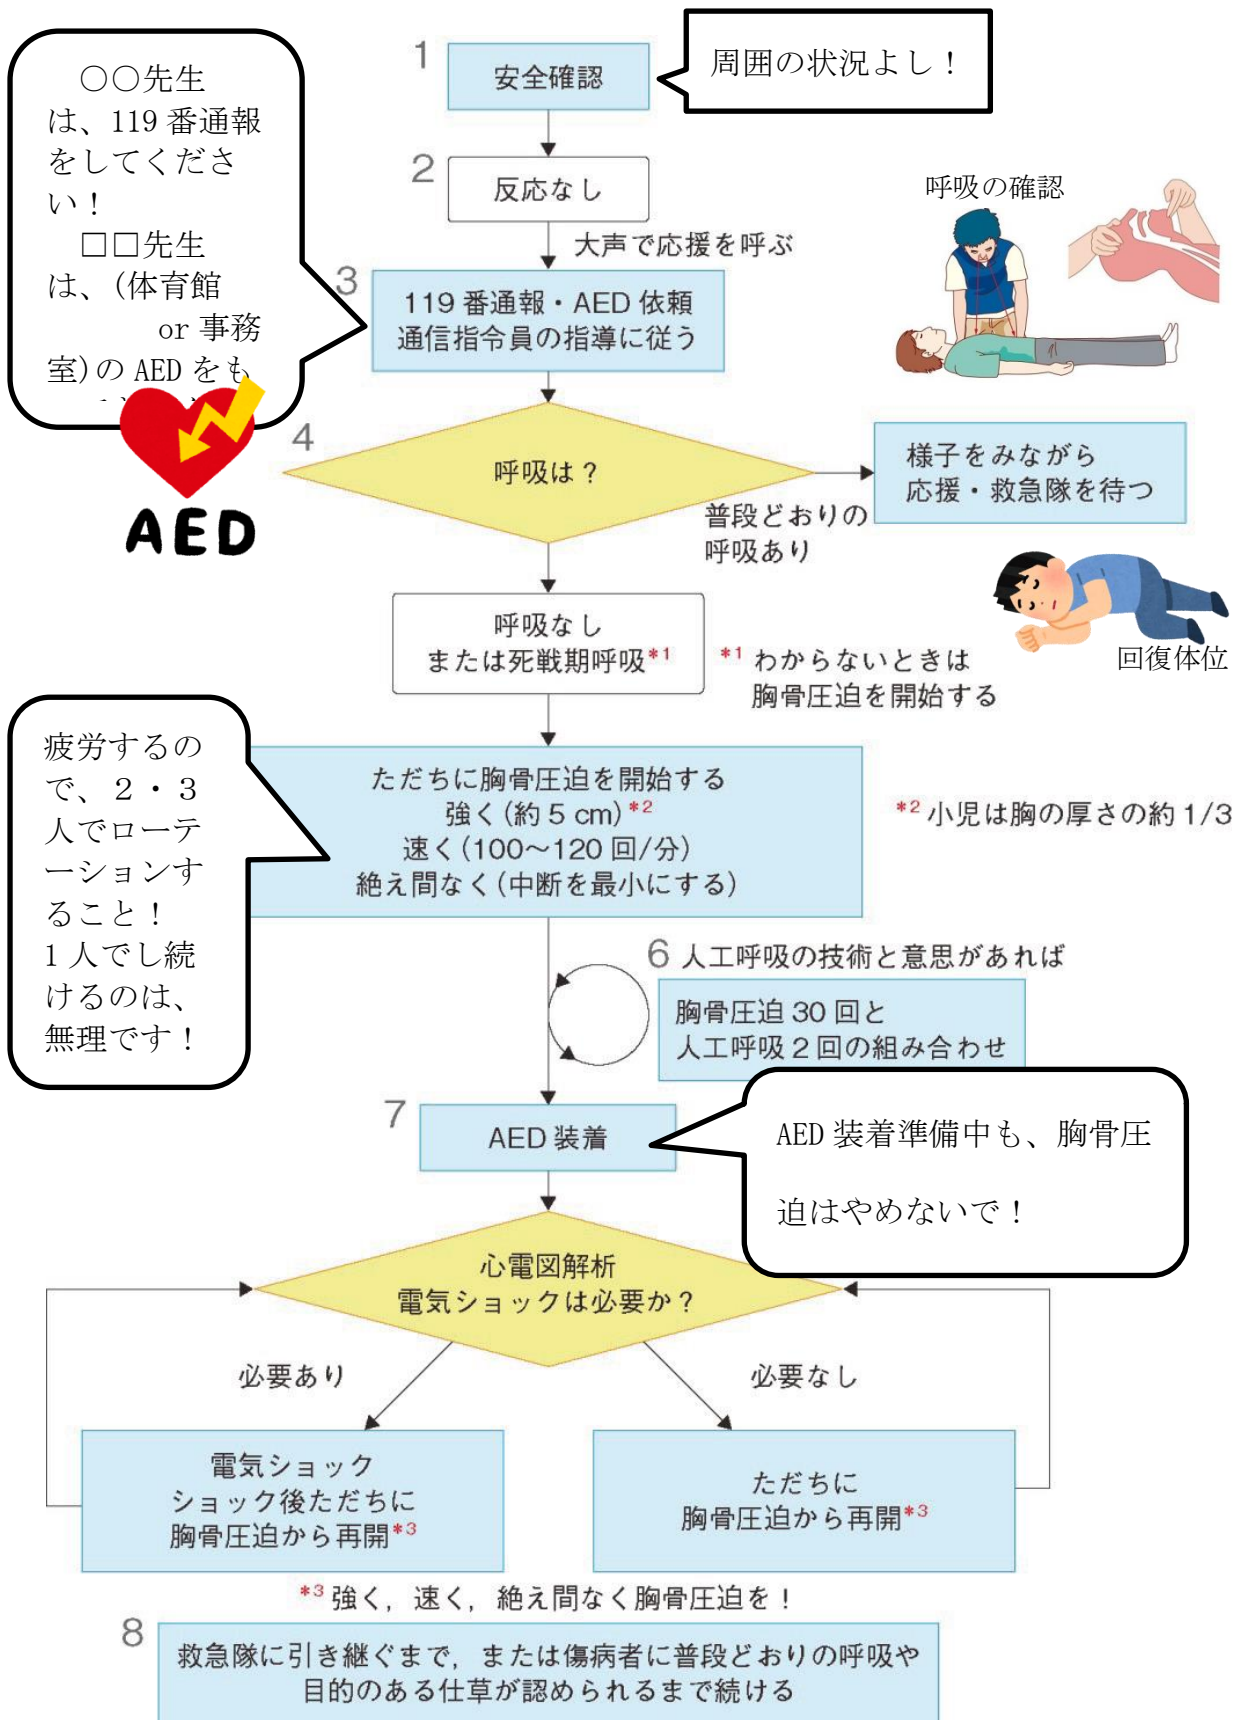 1
安全確認
周囲の状況よし！
○○先生
は、119 番通報
をしてくださ
い！
□□先生
は、(体育館
or 事務
室)の AED をも
AED
2
反応なし
大声で応援を呼ぶ
呼吸の確認
3
119 番通報・AED 依頼
通信指令員の指導に従う
4
呼吸は？
普段どおりの
呼吸あり
様子をみながら
応援・救急隊を待つ
回復体位
呼吸なし
または死戦期呼吸*1
*1 わからないときは
胸骨圧迫を開始する
疲労するの
で、２・３
人でローテ
ーションす
ること！
1 人でし続
けるのは、
無理です！
ただちに胸骨圧迫を開始する
強く(約 5 cm)*2
速く(100～120 回/分)
絶え間なく(中断を最小にする)
*2 小児は胸の厚さの約 1/3
6 人工呼吸の技術と意思があれば
胸骨圧迫 30 回と
人工呼吸 2 回の組み合わせ
7
AED 装着
AED 装着準備中も、胸骨圧
迫はやめないで！
心電図解析
電気ショックは必要か？
必要あり
必要なし
電気ショック
ショック後ただちに
胸骨圧迫から再開*3
ただちに
胸骨圧迫から再開*3
*3 強く，速く，絶え間なく胸骨圧迫を！
8
救急隊に引き継ぐまで，または傷病者に普段どおりの呼吸や
目的のある仕草が認められるまで続ける